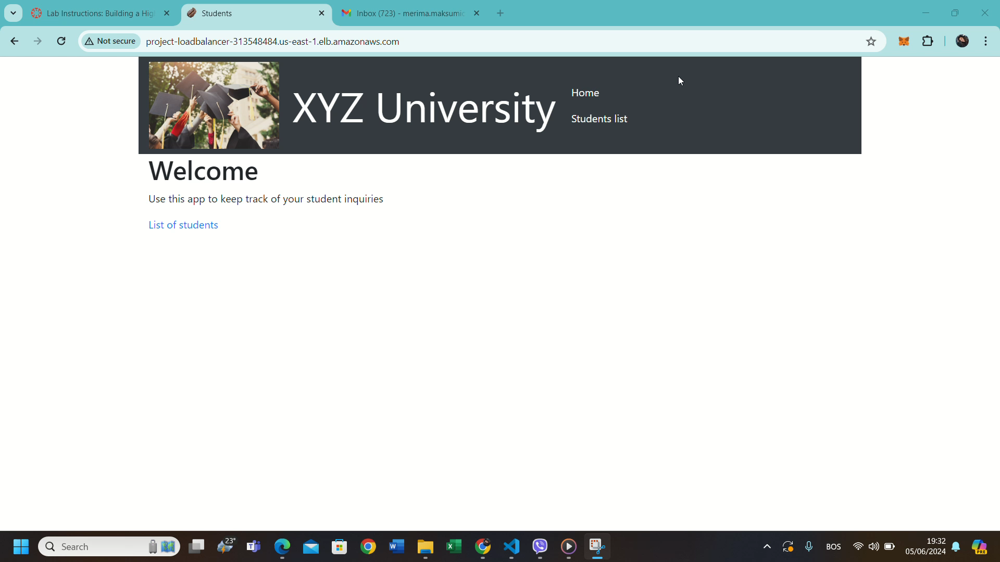 Lab Instructions: Building a Hig
Students
Inbox (723) - merima.maksumic
Not secure
project-loadbalancer-313548484.us-east-1.elb.amazonaws.com
XYZ University
Home
Students list
Welcome
Use this app to keep track of your student inquiries
List of students
Search
23°
BOS
19:32
05/06/2024
PRE